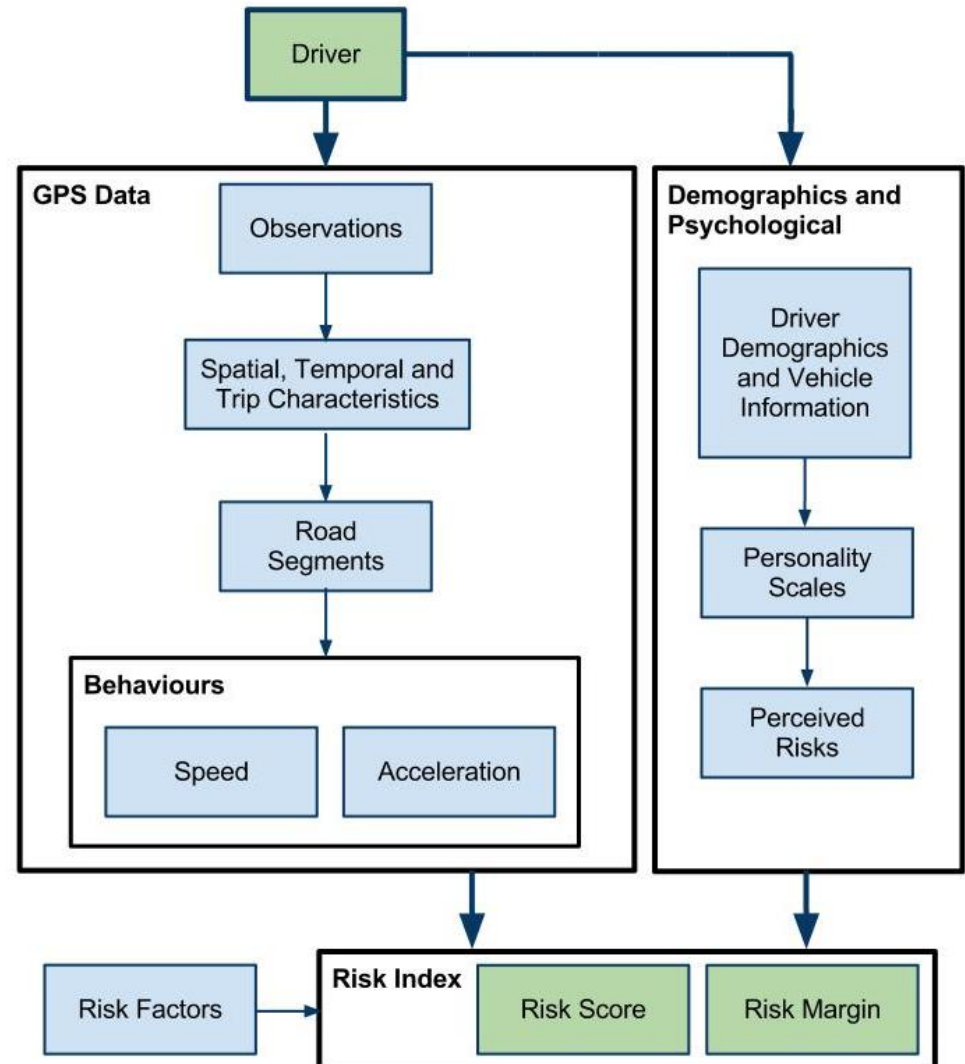 Driver
GPS Data
Observations
Spatial, Temporal and
Trip Characteristics
Road
Segments
Behaviours
Speed
Acceleration
Demographics and
Psychological
Driver
Demographics
and Vehicle
Information
Personality
Scales
Perceived
Risks
Risk Factors
Risk Index
Risk Score
Risk Margin